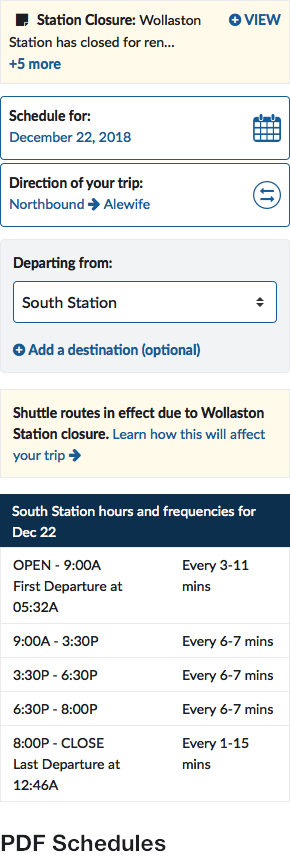 Station Closure: Wollaston VIEW
Station has closed for ren...
+5 more
Schedule for:
December 22, 2018
Direction of your trip:
Northbound → Alewife
Departing from:
South Station
Add a destination (optional)
Shuttle routes in effect due to Wollaston
Station closure. Learn how this will affect
your trip →
South Station hours and frequencies for
Dec 22
OPEN - 9:00A Every 3-11
First Departure at mins
05:32A
9:00A - 3:30P Every 6-7 mins
3:30P - 6:30P Every 6-7 mins
6:30P - 8:00P Every 6-7 mins
8:00P - CLOSE Every 1-15
Last Departure at mins
12:46A
PDF Schedules